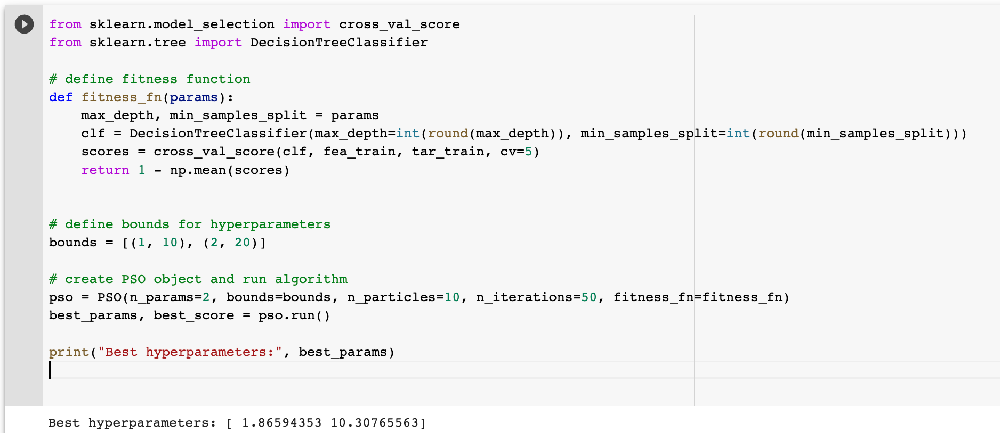 from sklearn.model_selection import cross_val_score
from sklearn.tree import DecisionTreeClassifier
# define fitness function
def fitness_fn(params):
    max_depth, min_samples_split = params
    clf = DecisionTreeClassifier(max_depth=int(round(max_depth)), min_samples_split=int(round(min_samples_split)))
    scores = cross_val_score(clf, fea_train, tar_train, cv=5)
    return 1 - np.mean(scores)
# define bounds for hyperparameters
bounds = [(1, 10), (2, 20)]
# create PSO object and run algorithm
pso = PSO(n_params=2, bounds=bounds, n_particles=10, n_iterations=50, fitness_fn=fitness_fn)
best_params, best_score = pso.run()
print("Best hyperparameters:", best_params)
Best hyperparameters: [ 1.86594353 10.30765563]